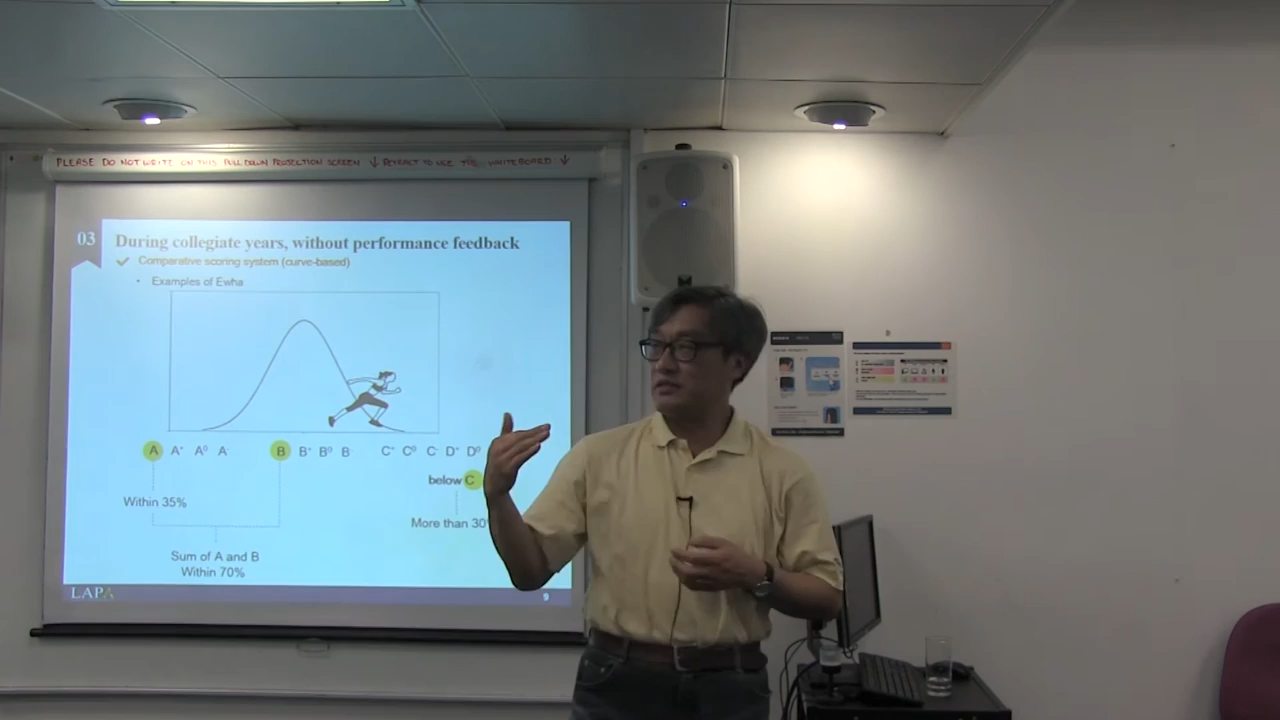 PLEASE DO NOT WRITE ON THIS PULL DOWN PROTECTION SCREEN ↓ RETRACT TO USE THE WHITEBOARD ↓
03
During collegiate years, without performance feedback
✓ Comparative scoring system (curve-based)
• Examples of Ewha
A A⁺ A⁰ A⁻ B B⁺ B⁰ B⁻ C⁺ C⁰ C⁻ D⁺ D⁰
below C
Within 35%
More than 30
Sum of A and B
Within 70%
LAPA
9